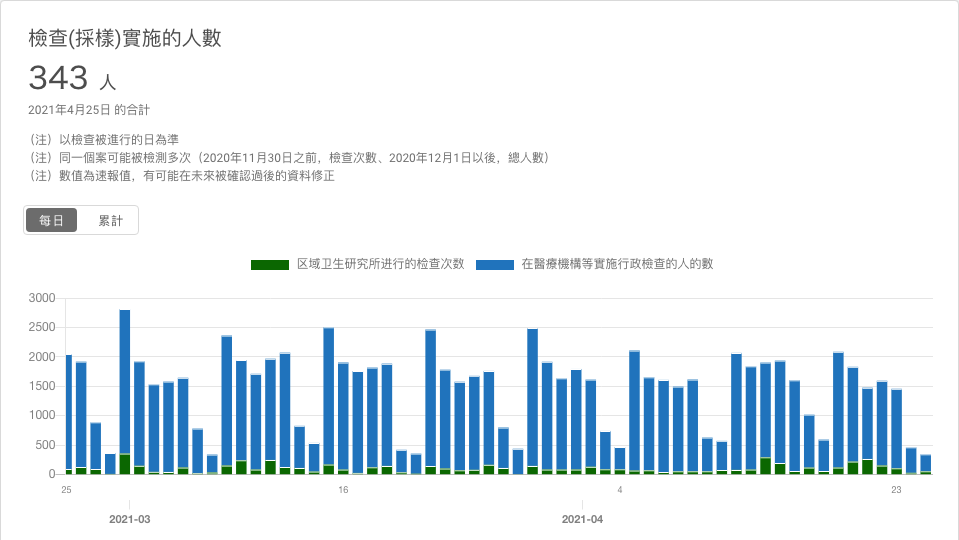 檢查(採樣)實施的人數
343 人
2021年4月25日 的合計
（注）以檢查被進行的日為準
（注）同一個案可能被檢測多次（2020年11月30日之前，檢查次數、2020年12月1日以後，總人數）
（注）數值為速報值，有可能在未來被確認過後的資料修正
每日 累計
区域卫生研究所进行的检查次数 在醫療機構等實施行政檢查的人的數
3000
2500
2000
1500
1000
500
0
25 16 4 23
2021-03 2021-04